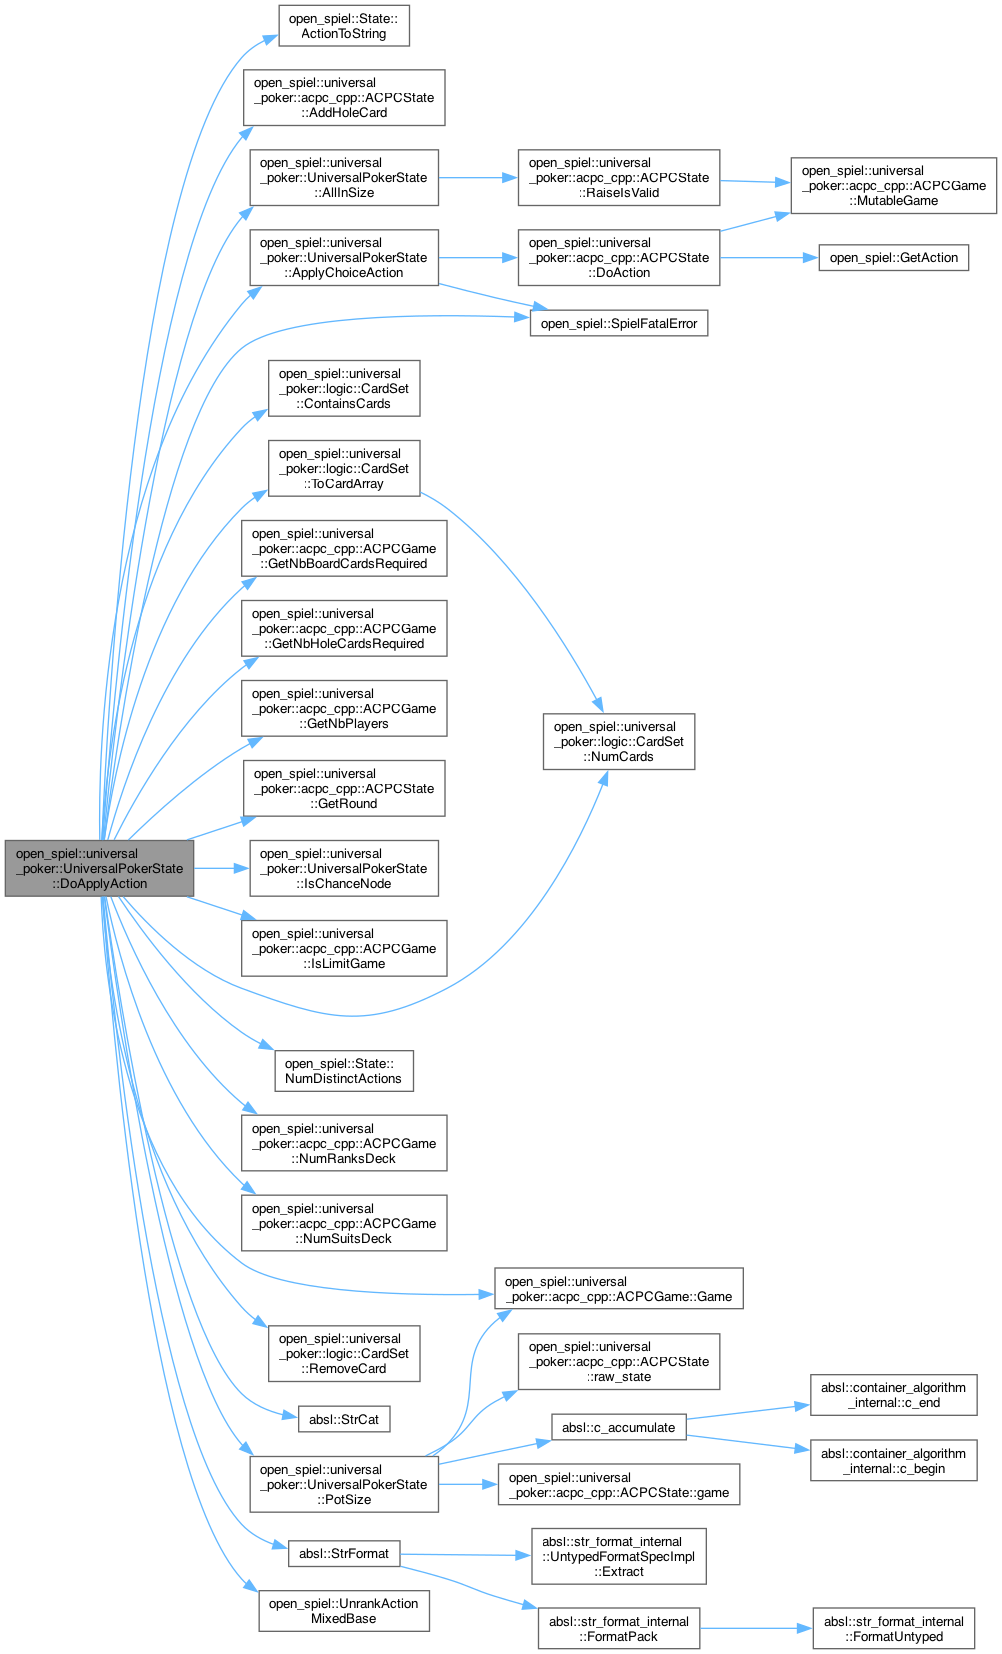 open_spiel::State::
ActionToString
open_spiel::universal
_poker::acpc_cpp::ACPCState
::AddHoleCard
open_spiel::universal
_poker::UniversalPokerState
::AllInSize
open_spiel::universal
_poker::acpc_cpp::ACPCState
::RaiseIsValid
open_spiel::universal
_poker::acpc_cpp::ACPCGame
::MutableGame
open_spiel::universal
_poker::UniversalPokerState
::ApplyChoiceAction
open_spiel::universal
_poker::acpc_cpp::ACPCState
::DoAction
open_spiel::GetAction
open_spiel::SpielFatalError
open_spiel::universal
_poker::logic::CardSet
::ContainsCards
open_spiel::universal
_poker::logic::CardSet
::ToCardArray
open_spiel::universal
_poker::acpc_cpp::ACPCGame
::GetNbBoardCardsRequired
open_spiel::universal
_poker::acpc_cpp::ACPCGame
::GetNbHoleCardsRequired
open_spiel::universal
_poker::acpc_cpp::ACPCGame
::GetNbPlayers
open_spiel::universal
_poker::logic::CardSet
::NumCards
open_spiel::universal
_poker::acpc_cpp::ACPCState
::GetRound
open_spiel::universal
_poker::UniversalPokerState
::DoApplyAction
open_spiel::universal
_poker::UniversalPokerState
::IsChanceNode
open_spiel::universal
_poker::acpc_cpp::ACPCGame
::IsLimitGame
open_spiel::State::
NumDistinctActions
open_spiel::universal
_poker::acpc_cpp::ACPCGame
::NumRanksDeck
open_spiel::universal
_poker::acpc_cpp::ACPCGame
::NumSuitsDeck
open_spiel::universal
_poker::acpc_cpp::ACPCGame::Game
open_spiel::universal
_poker::logic::CardSet
::RemoveCard
open_spiel::universal
_poker::acpc_cpp::ACPCState
::raw_state
absl::container_algorithm
_internal::c_end
absl::StrCat
absl::c_accumulate
absl::container_algorithm
_internal::c_begin
open_spiel::universal
_poker::UniversalPokerState
::PotSize
open_spiel::universal
_poker::acpc_cpp::ACPCState::game
absl::StrFormat
absl::str_format_internal
::UntypedFormatSpecImpl
::Extract
open_spiel::UnrankAction
MixedBase
absl::str_format_internal
::FormatPack
absl::str_format_internal
::FormatUntyped